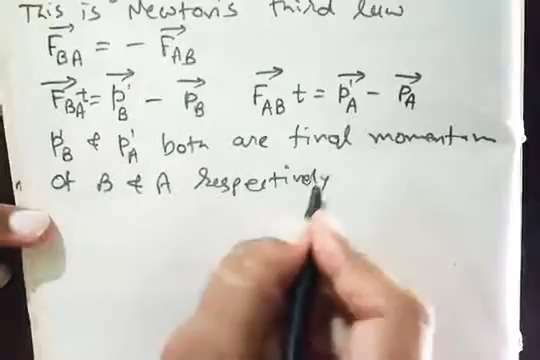 This is Newton's third law
F⃗BA = - F⃗AB
F⃗BA t = p⃗'B - p⃗B F⃗AB t = p⃗'A - p⃗A
p'B & p'A both are final momentum
of B & A respectively